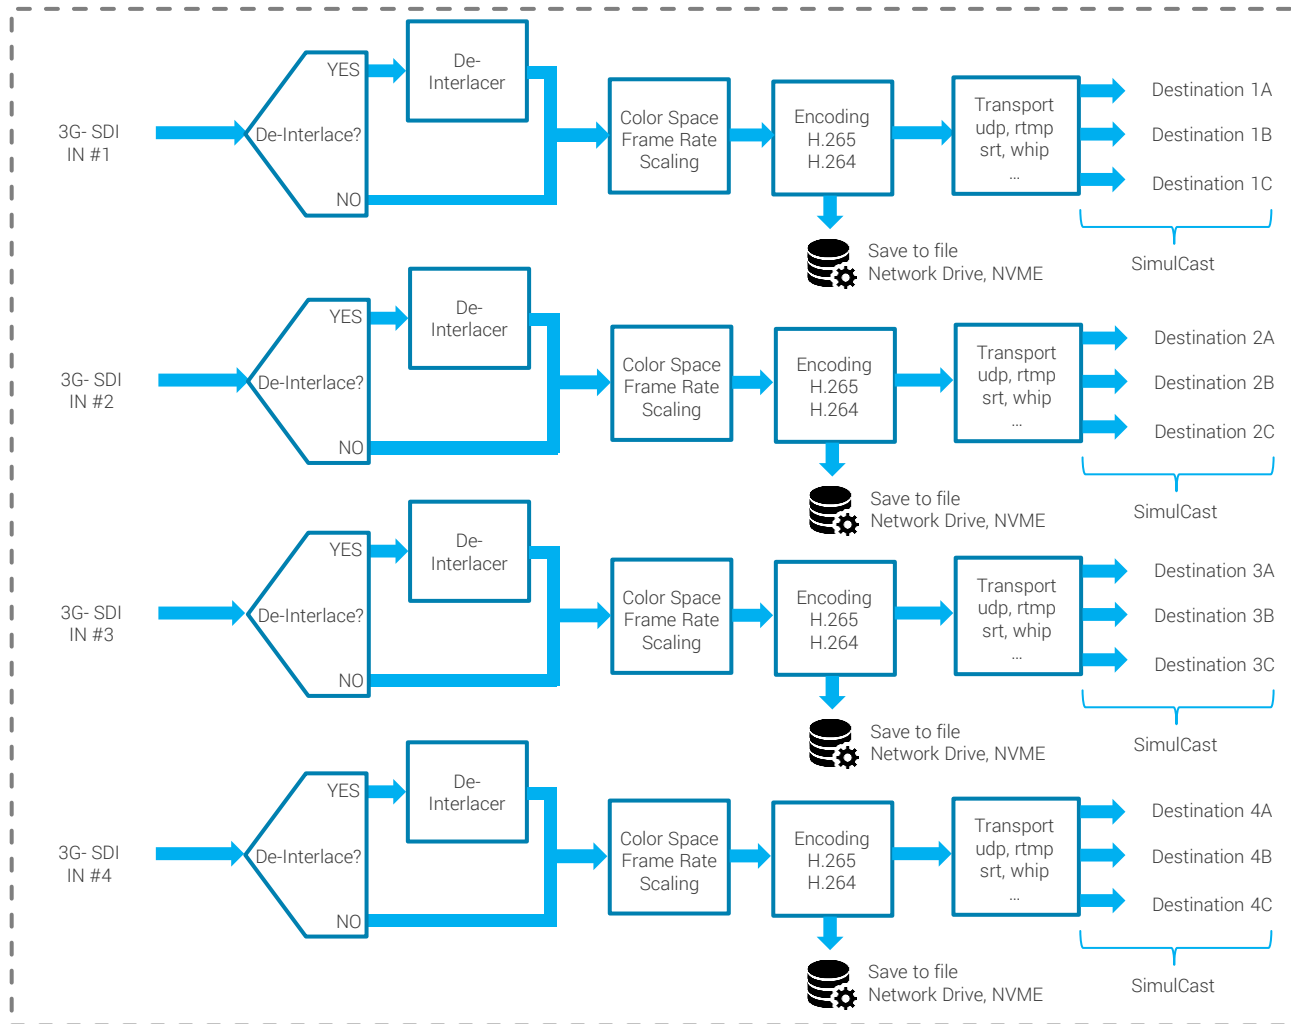 3G- SDI
IN #1
De-Interlace?
YES
NO
De-
Interlacer
Color Space
Frame Rate
Scaling
Encoding
H.265
H.264
Save to file
Network Drive, NVME
Transport
udp, rtmp
srt, whip
...
Destination 1A
Destination 1B
Destination 1C
SimulCast
3G- SDI
IN #2
De-Interlace?
YES
NO
De-
Interlacer
Color Space
Frame Rate
Scaling
Encoding
H.265
H.264
Save to file
Network Drive, NVME
Transport
udp, rtmp
srt, whip
...
Destination 2A
Destination 2B
Destination 2C
SimulCast
3G- SDI
IN #3
De-Interlace?
YES
NO
De-
Interlacer
Color Space
Frame Rate
Scaling
Encoding
H.265
H.264
Save to file
Network Drive, NVME
Transport
udp, rtmp
srt, whip
...
Destination 3A
Destination 3B
Destination 3C
SimulCast
3G- SDI
IN #4
De-Interlace?
YES
NO
De-
Interlacer
Color Space
Frame Rate
Scaling
Encoding
H.265
H.264
Save to file
Network Drive, NVME
Transport
udp, rtmp
srt, whip
...
Destination 4A
Destination 4B
Destination 4C
SimulCast